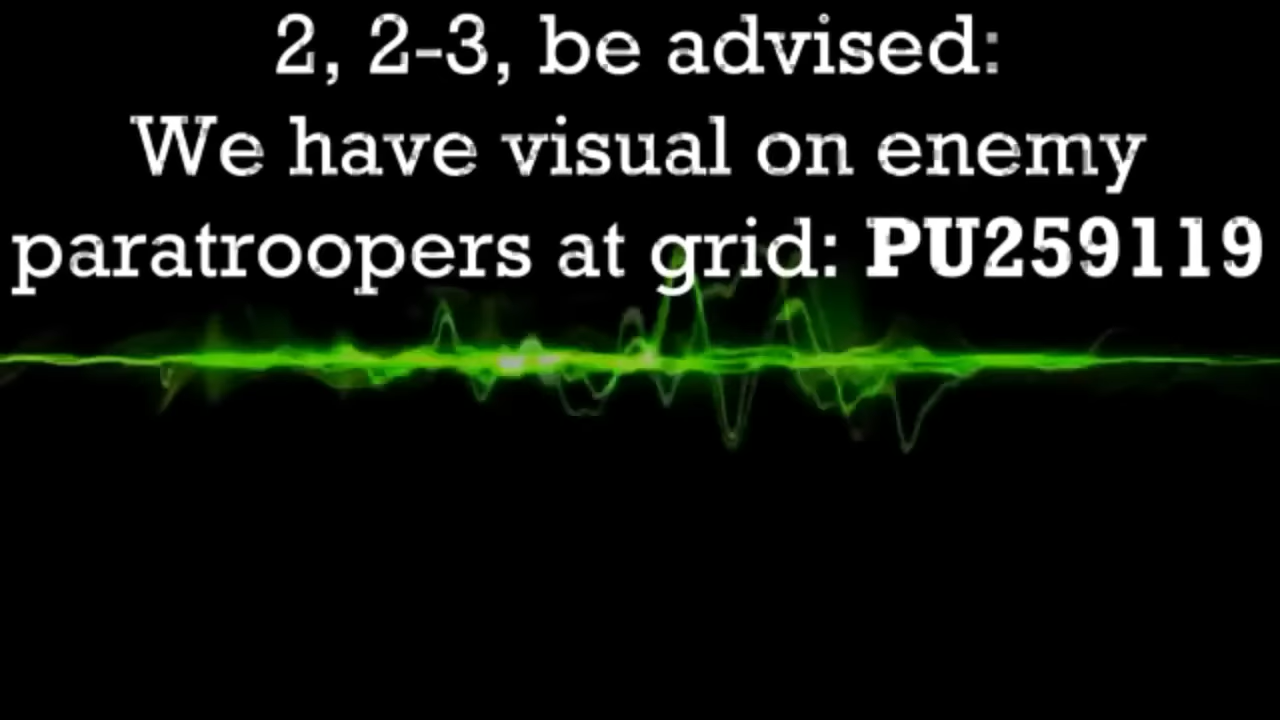 2, 2-3, be advised:
We have visual on enemy
paratroopers at grid: PU259119